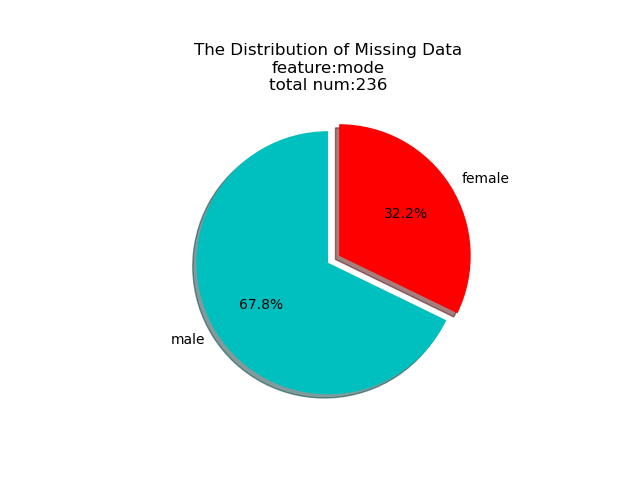 The Distribution of Missing Data
feature:mode
total num:236
female
32.2%
67.8%
male